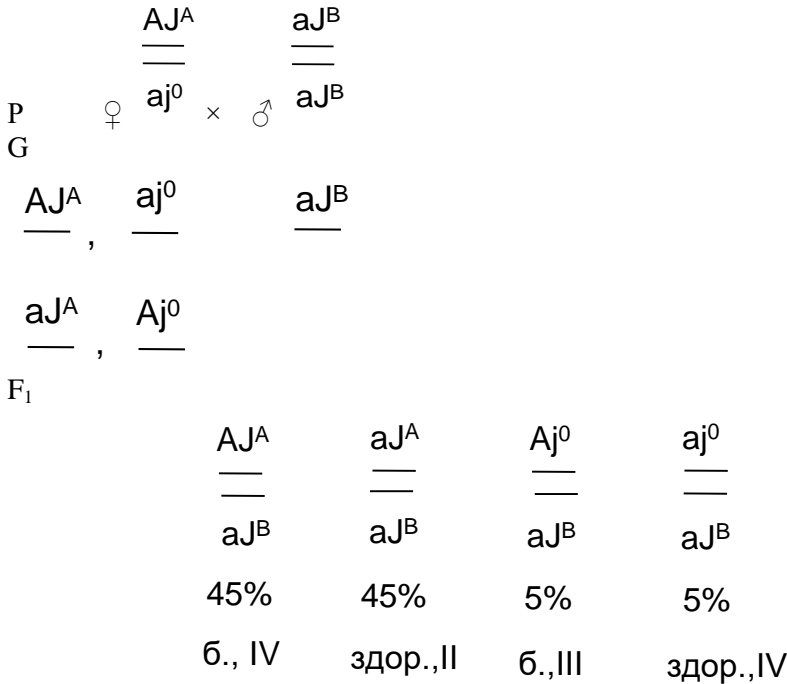 AJᴬ aJᴮ
P ♀ aj⁰ × ♂ aJᴮ
G
AJᴬ , aj⁰ aJᴮ
aJᴬ , Aj⁰
F₁
AJᴬ aJᴬ Aj⁰ aj⁰
aJᴮ aJᴮ aJᴮ aJᴮ
45% 45% 5% 5%
б., IV здор.,II б.,III здор.,IV